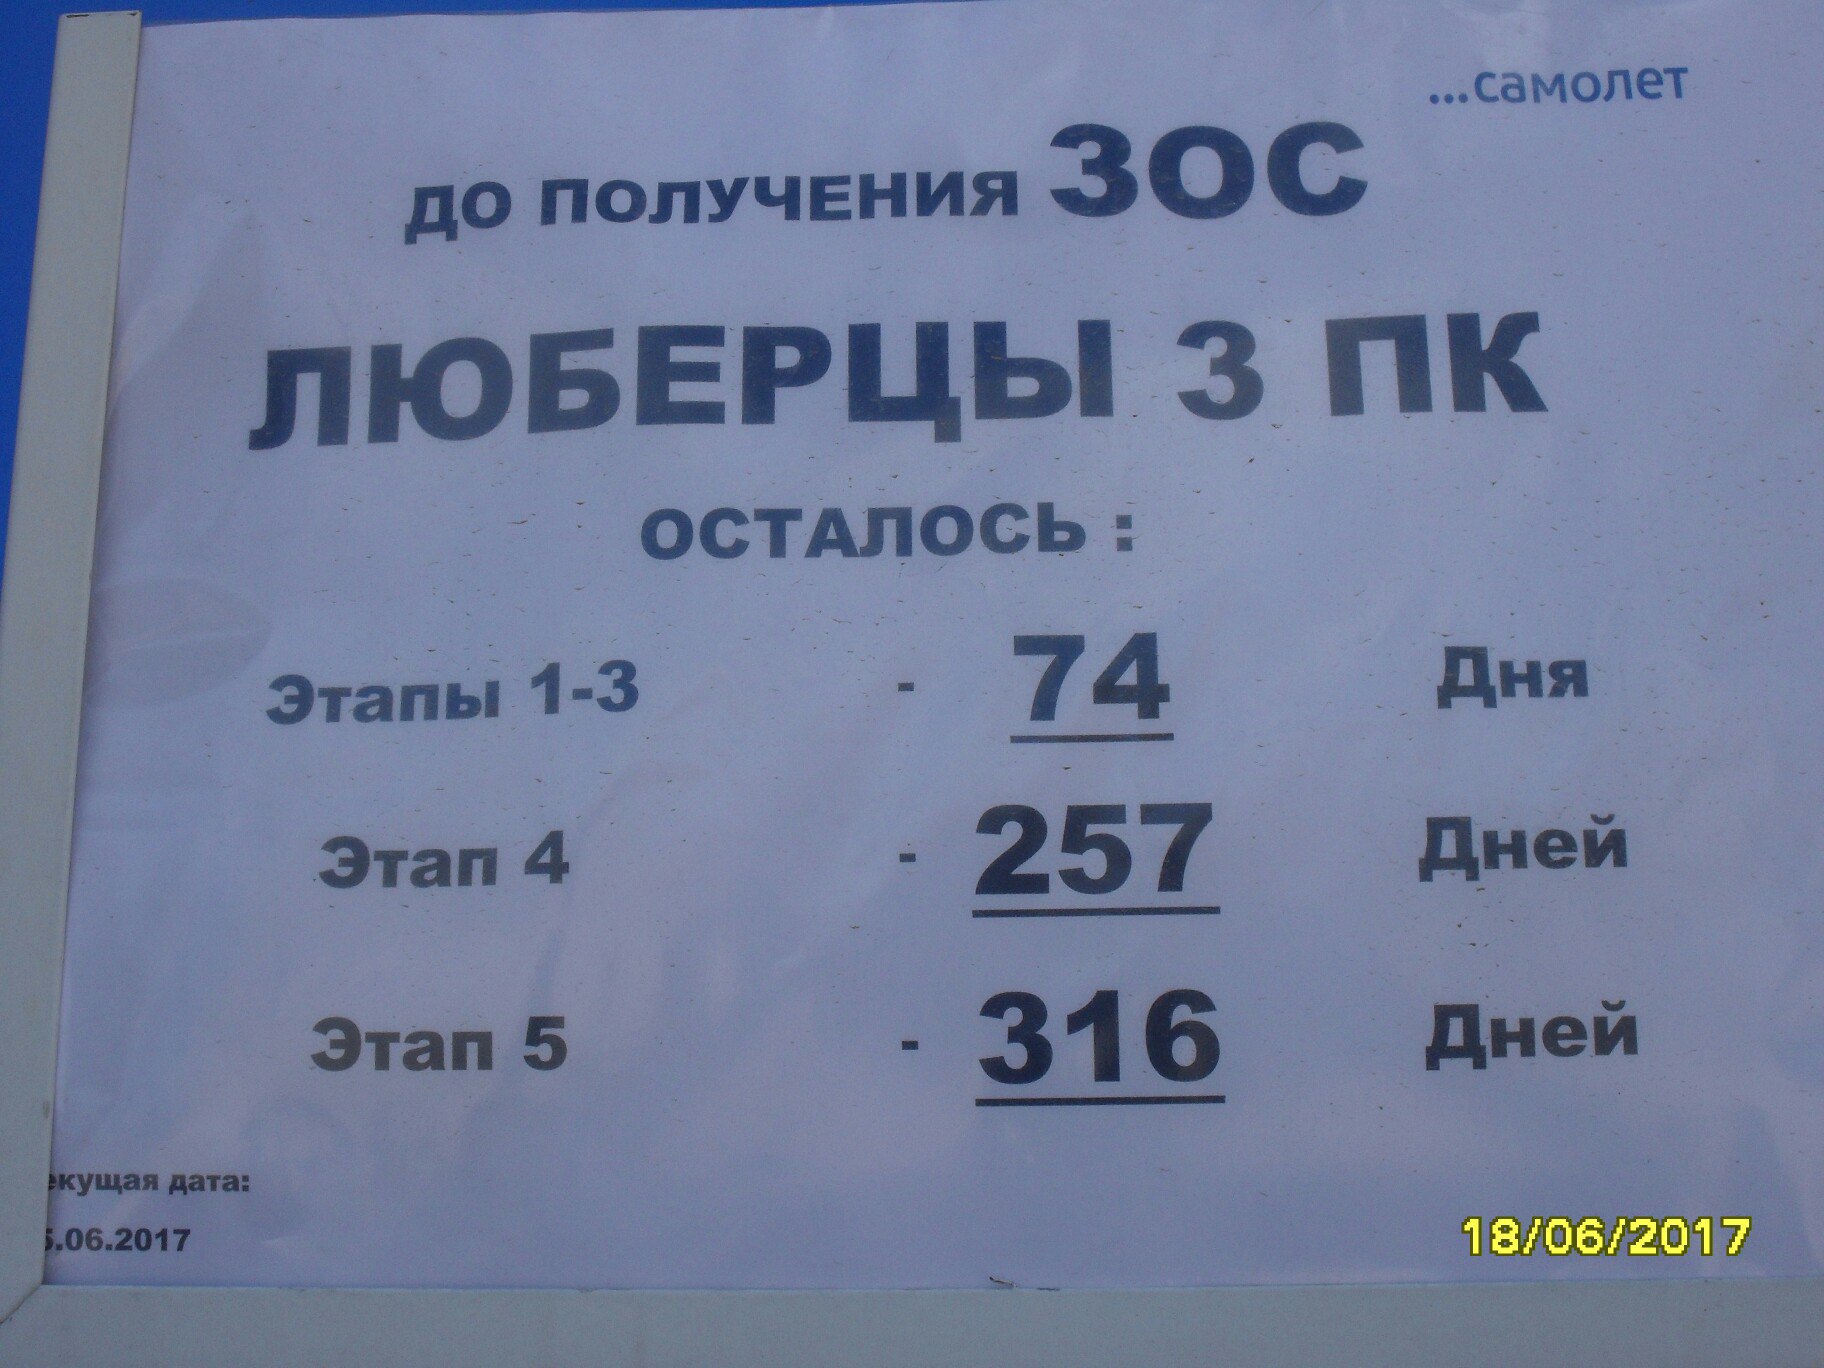 ...самолет
ДО ПОЛУЧЕНИЯ ЗОС
ЛЮБЕРЦЫ 3 ПК
ОСТАЛОСЬ :
Этапы 1-3 - 74 Дня
Этап 4 - 257 Дней
Этап 5 - 316 Дней
екущая дата:
5.06.2017
18/06/2017